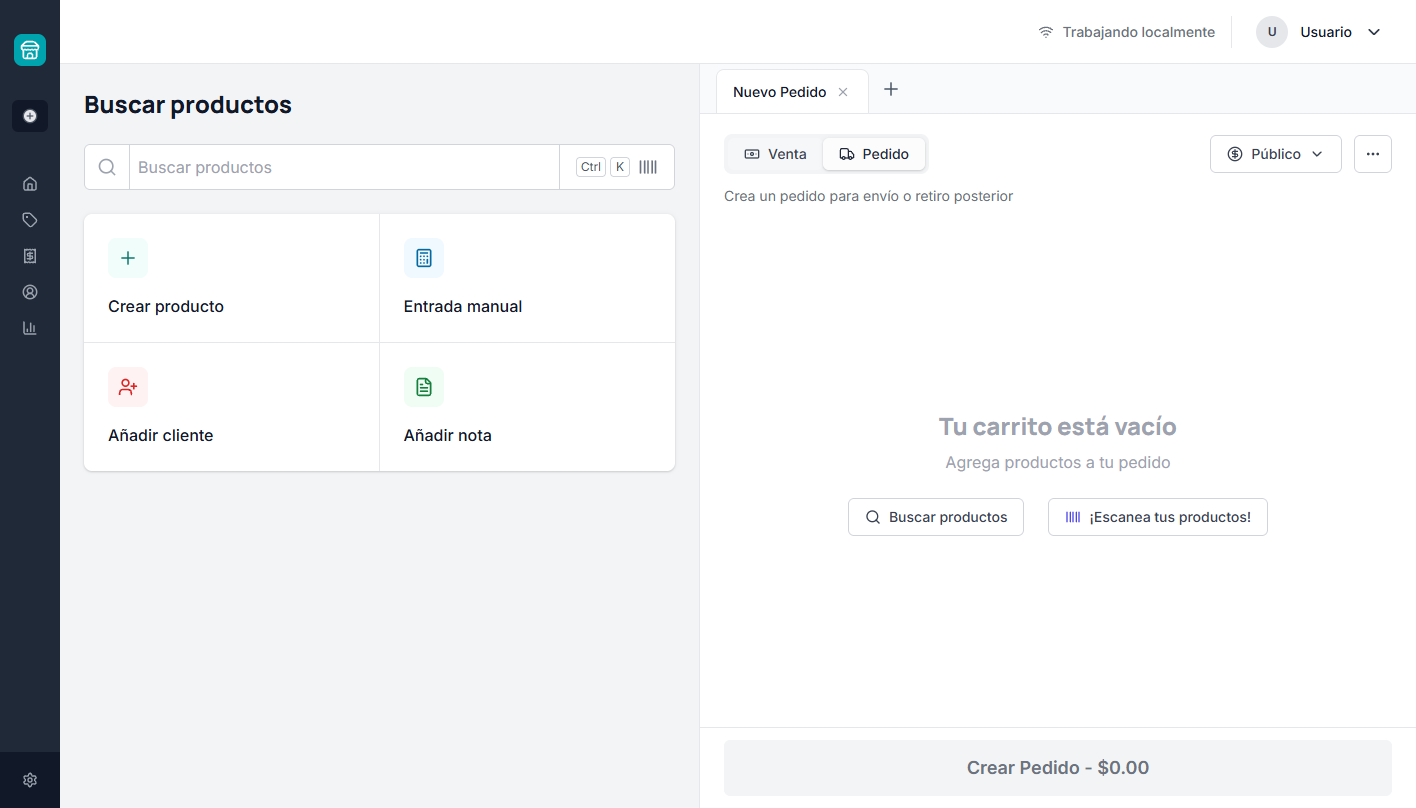 Trabajando localmente
U
Usuario
Buscar productos
Buscar productos
Ctrl K
Crear producto
Entrada manual
Añadir cliente
Añadir nota
Nuevo Pedido
Venta
Pedido
Público
Crea un pedido para envío o retiro posterior
Tu carrito está vacío
Agrega productos a tu pedido
Buscar productos
¡Escanea tus productos!
Crear Pedido - $0.00